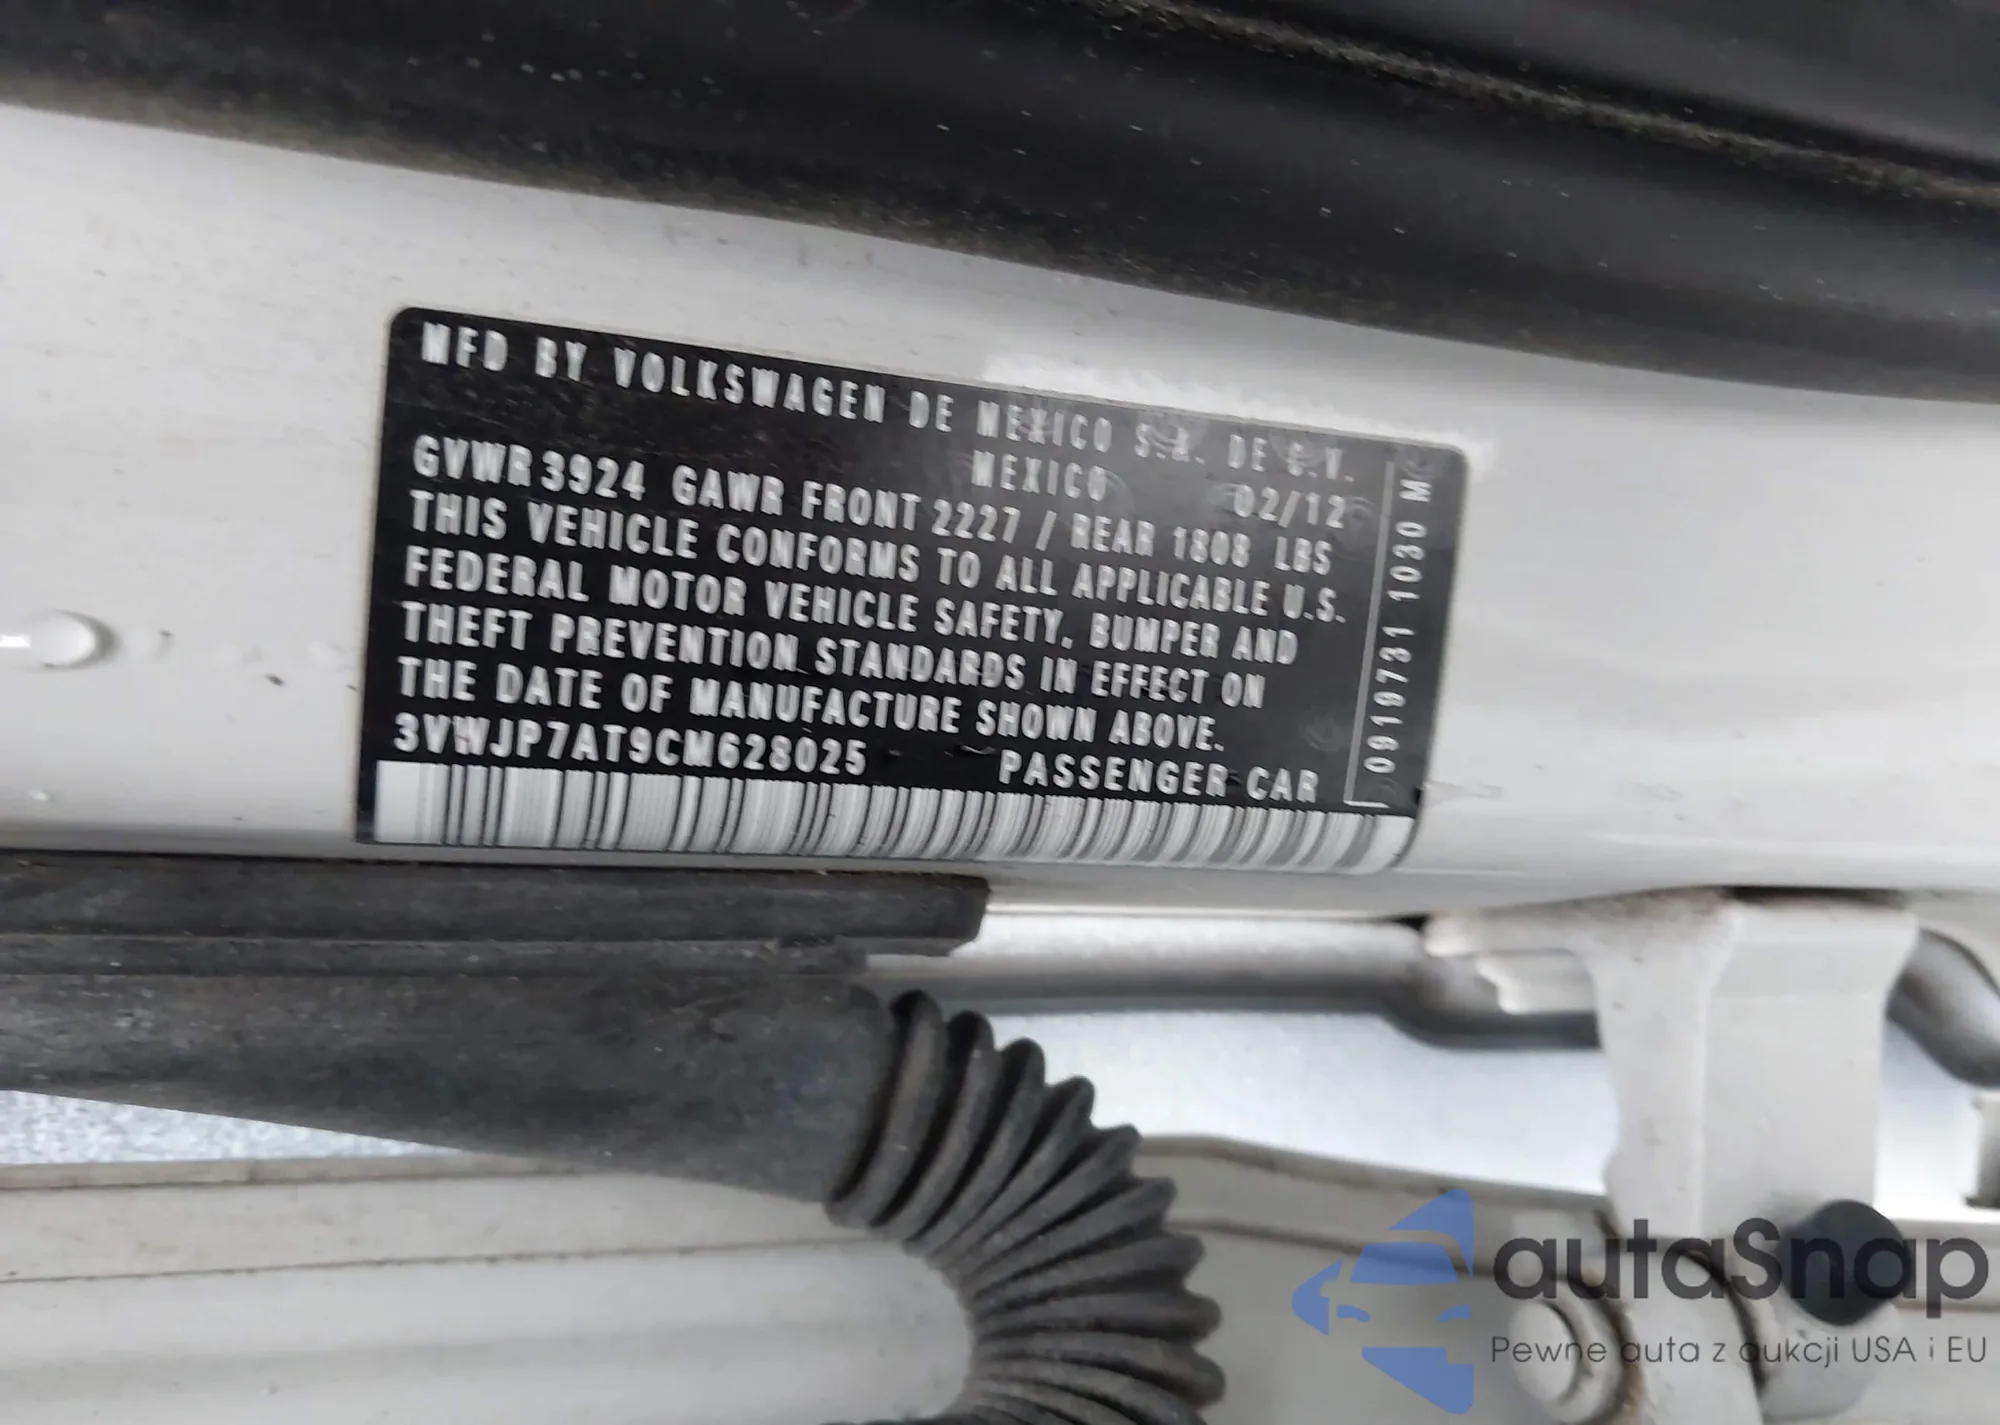 MFD BY VOLKSWAGEN DE MEXICO S.A. DE C.V.
MEXICO 02/12
GVWR 3924 GAWR FRONT 2227 / REAR 1808 LBS
THIS VEHICLE CONFORMS TO ALL APPLICABLE U.S.
FEDERAL MOTOR VEHICLE SAFETY, BUMPER AND
THEFT PREVENTION STANDARDS IN EFFECT ON
THE DATE OF MANUFACTURE SHOWN ABOVE.
3VWJP7AT9CM628025 PASSENGER CAR
0919731 1030 M
autaSnap
Pewne auta z aukcji USA i EU